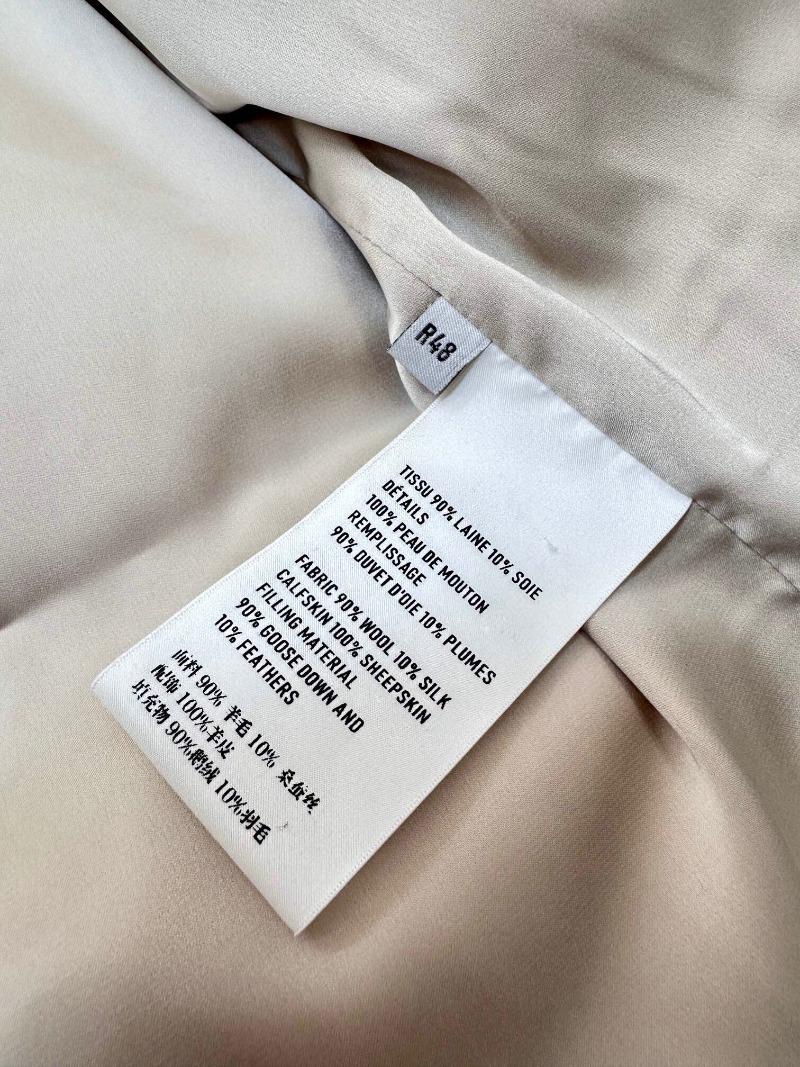 R48
TISSU 90% LAINE 10% SOIE
DÉTAILS
100% PEAU DE MOUTON
REMPLISSAGE
90% DUVET D'OIE 10% PLUMES
FABRIC 90% WOOL 10% SILK
CALFSKIN 100% SHEEPSKIN
FILLING MATERIAL
90% GOOSE DOWN AND
10% FEATHERS
面料 90% 羊毛 10% 桑蚕丝
配饰 100%羊皮
填充物 90%鹅绒 10%羽毛